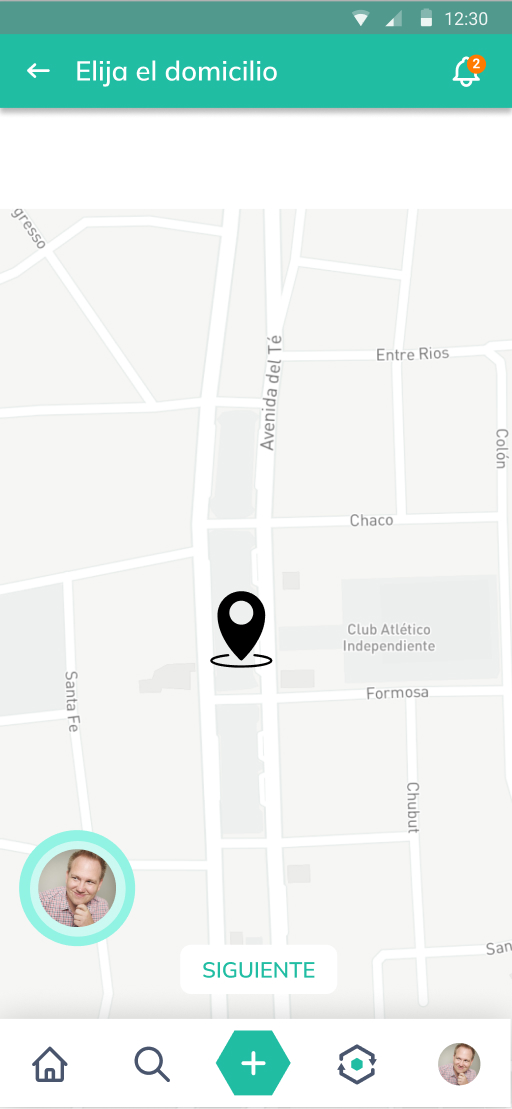 12:30
Elija el domicilio
2
gresso
Avenida del Té
Entre Rios
Colón
Chaco
Club Atlético
Independiente
Formosa
Santa Fe
Chubut
San
SIGUIENTE